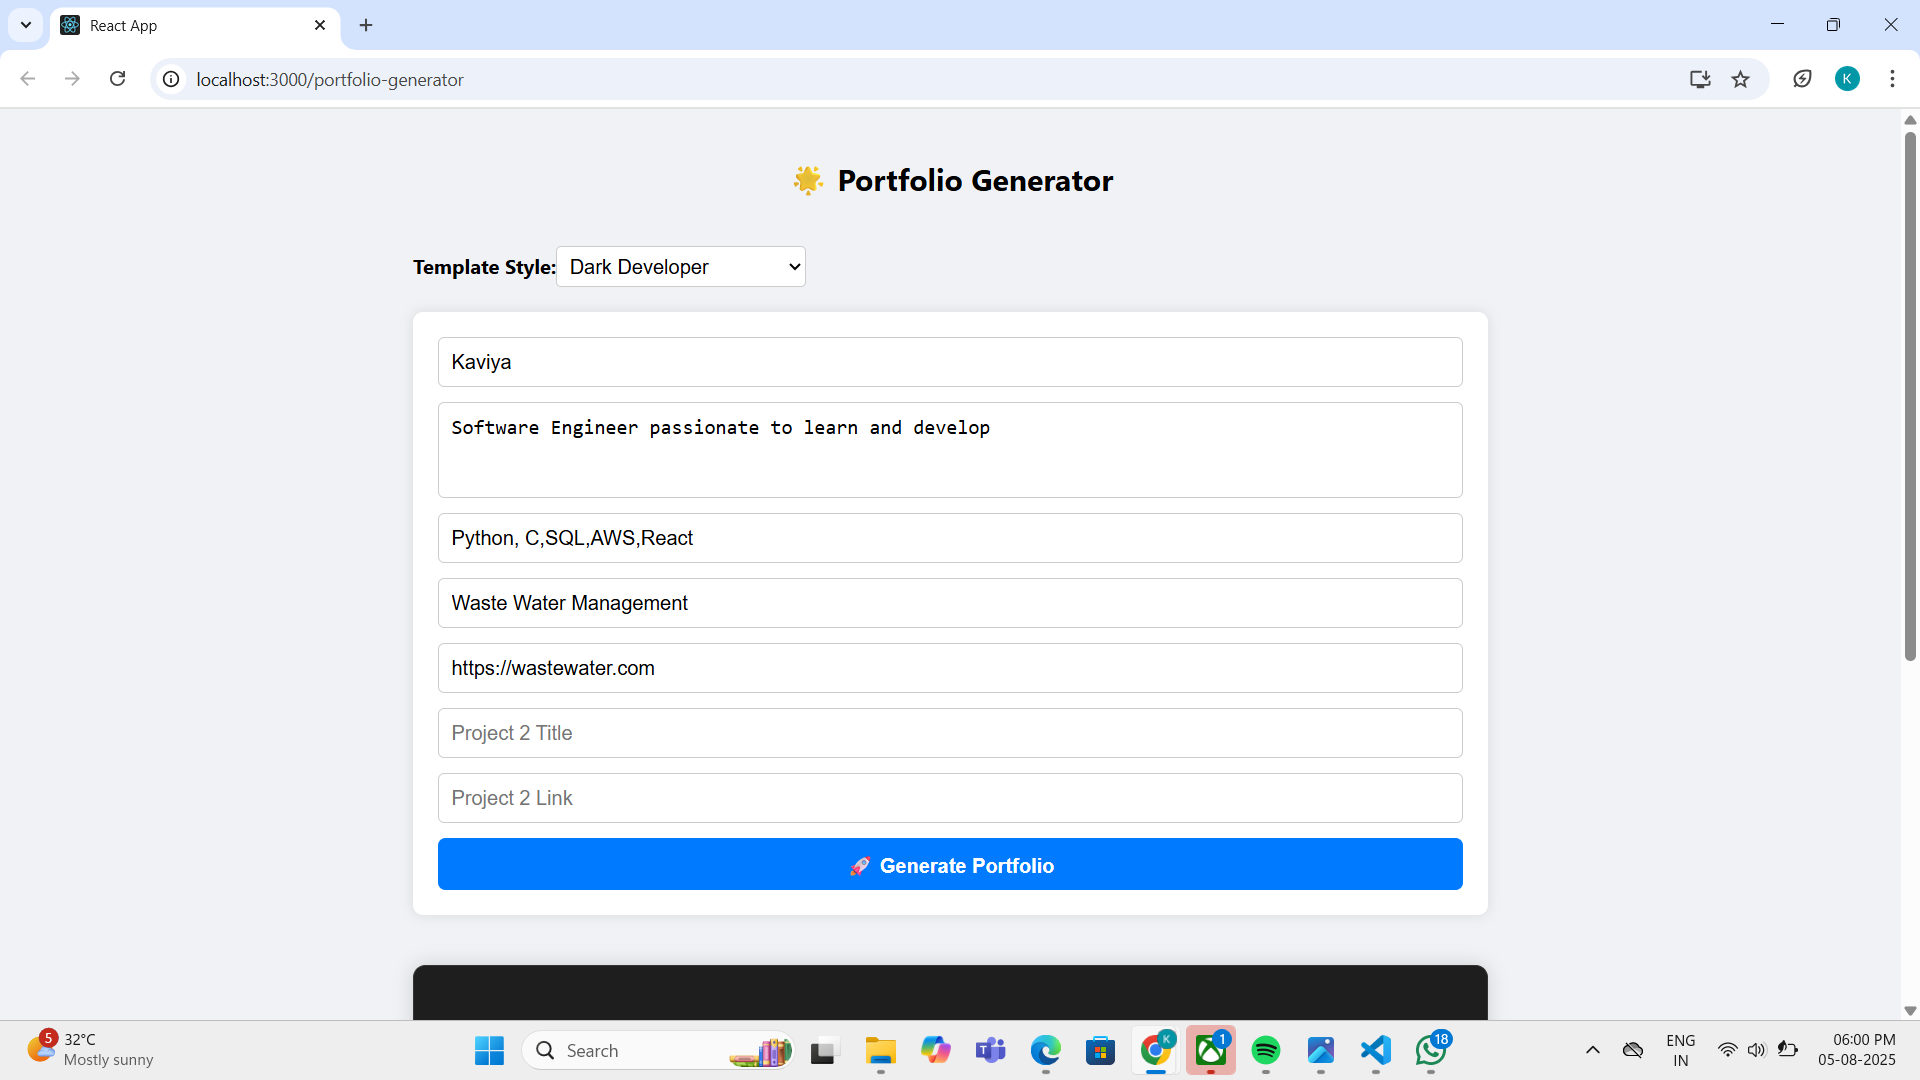 React App
localhost:3000/portfolio-generator
K
Portfolio Generator
Template Style: Dark Developer
Kaviya
Software Engineer passionate to learn and develop
Python, C,SQL,AWS,React
Waste Water Management
https://wastewater.com
Project 2 Title
Project 2 Link
Generate Portfolio
5
32°C
Mostly sunny
Search
K
1
18
ENG
IN
06:00 PM
05-08-2025